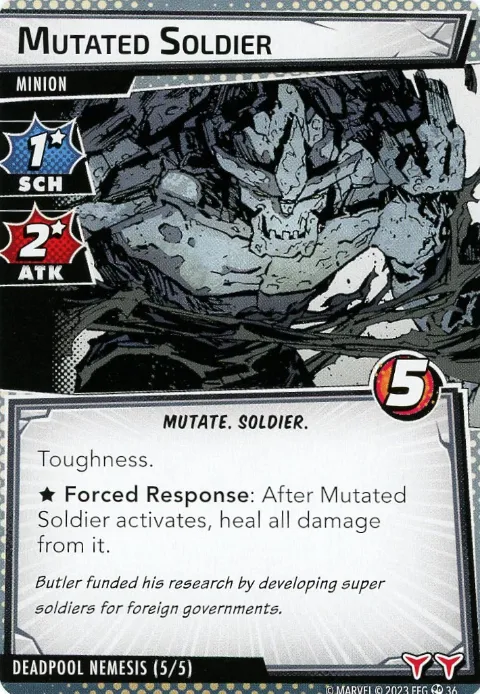 MUTATED SOLDIER
MINION
1★
SCH
2★
ATK
5
MUTATE. SOLDIER.
Toughness.
★ Forced Response: After Mutated
Soldier activates, heal all damage
from it.
Butler funded his research by developing super
soldiers for foreign governments.
DEADPOOL NEMESIS (5/5)
© MARVEL © 2023 FFG 36